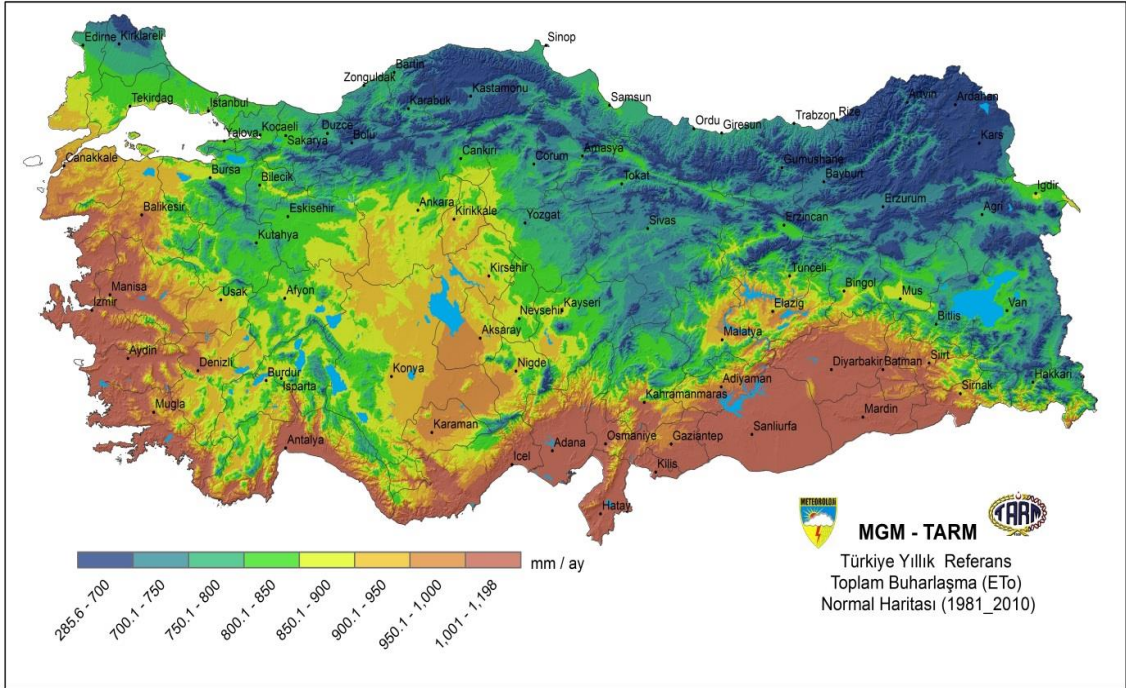 Sinop
Edirne Kirklareli
Bartin
Zonguldak
Kastamonu
Karabuk
Tekirdag
Istanbul
Samsun
Artvin
Ardahan
Rize
Trabzon
Ordu
Giresun
Yalova
Kocaeli
Sakarya
Duzce
Bolu
Kars
Canakkale
Bursa
Bilecik
Cankırı
Corum
Amasya
Tokat
Gumushane
Bayburt
Igdir
Balikesir
Eskisehir
Ankara
Kirikkale
Yozgat
Sivas
Erzincan
Erzurum
Agri
Kutahya
Manisa
Izmir
Usak
Afyon
Kirsehir
Nevsehir
Kayseri
Tunceli
Elazig
Bingol
Mus
Bitlis
Van
Aksaray
Malatya
Aydin
Denizli
Burdur
Isparta
Konya
Nigde
Diyarbakir
Batman
Siirt
Hakkari
Sirnak
Kahramanmaras
Adiyaman
Mugla
Antalya
Karaman
Icel
Adana
Osmaniye
Gaziantep
Sanliurfa
Mardin
Kilis
Hatay
METEOROLOJI
TARM
MGM - TARM
Türkiye Yıllık Referans
Toplam Buharlaşma (ETo)
Normal Haritası (1981_2010)
mm / ay
285.6 - 700
700.1 - 750
750.1 - 800
800.1 - 850
850.1 - 900
900.1 - 950
950.1 - 1,000
1,001 - 1,198